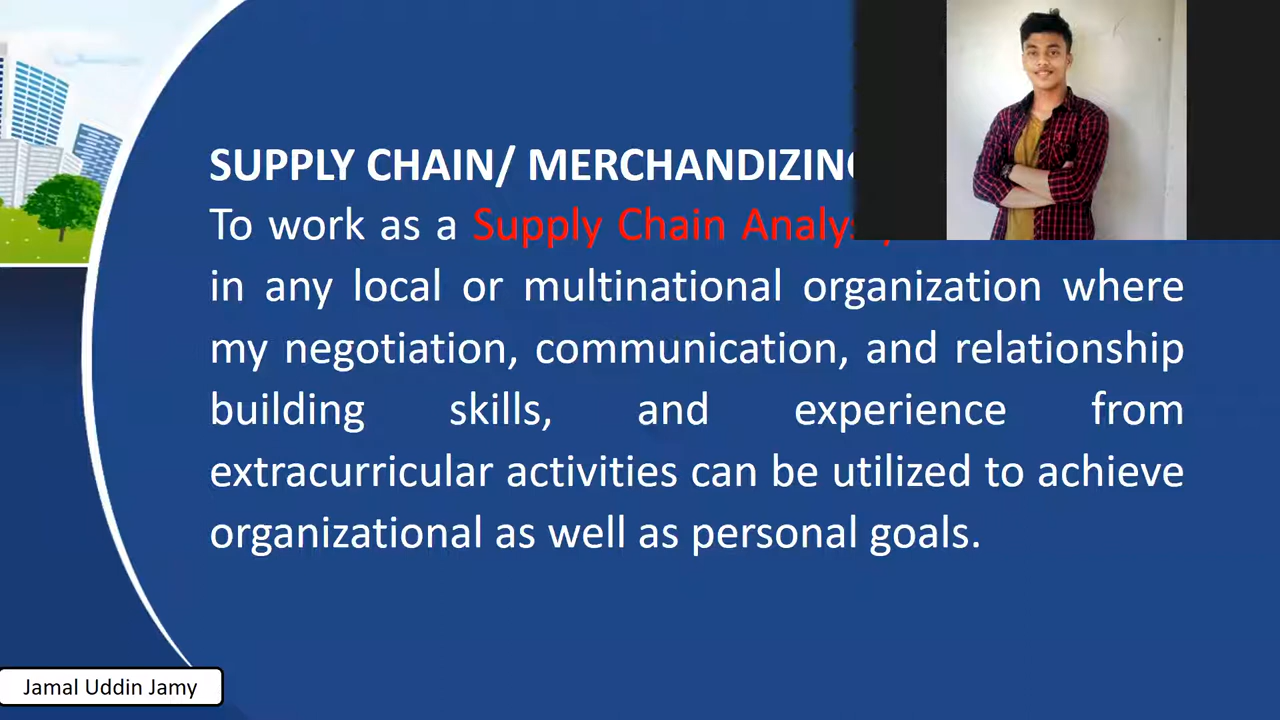 SUPPLY CHAIN/ MERCHANDIZING
To work as a Supply Chain
in any local or multinational organization where
my negotiation, communication, and relationship
building skills, and experience from
extracurricular activities can be utilized to achieve
organizational as well as personal goals.
Jamal Uddin Jamy